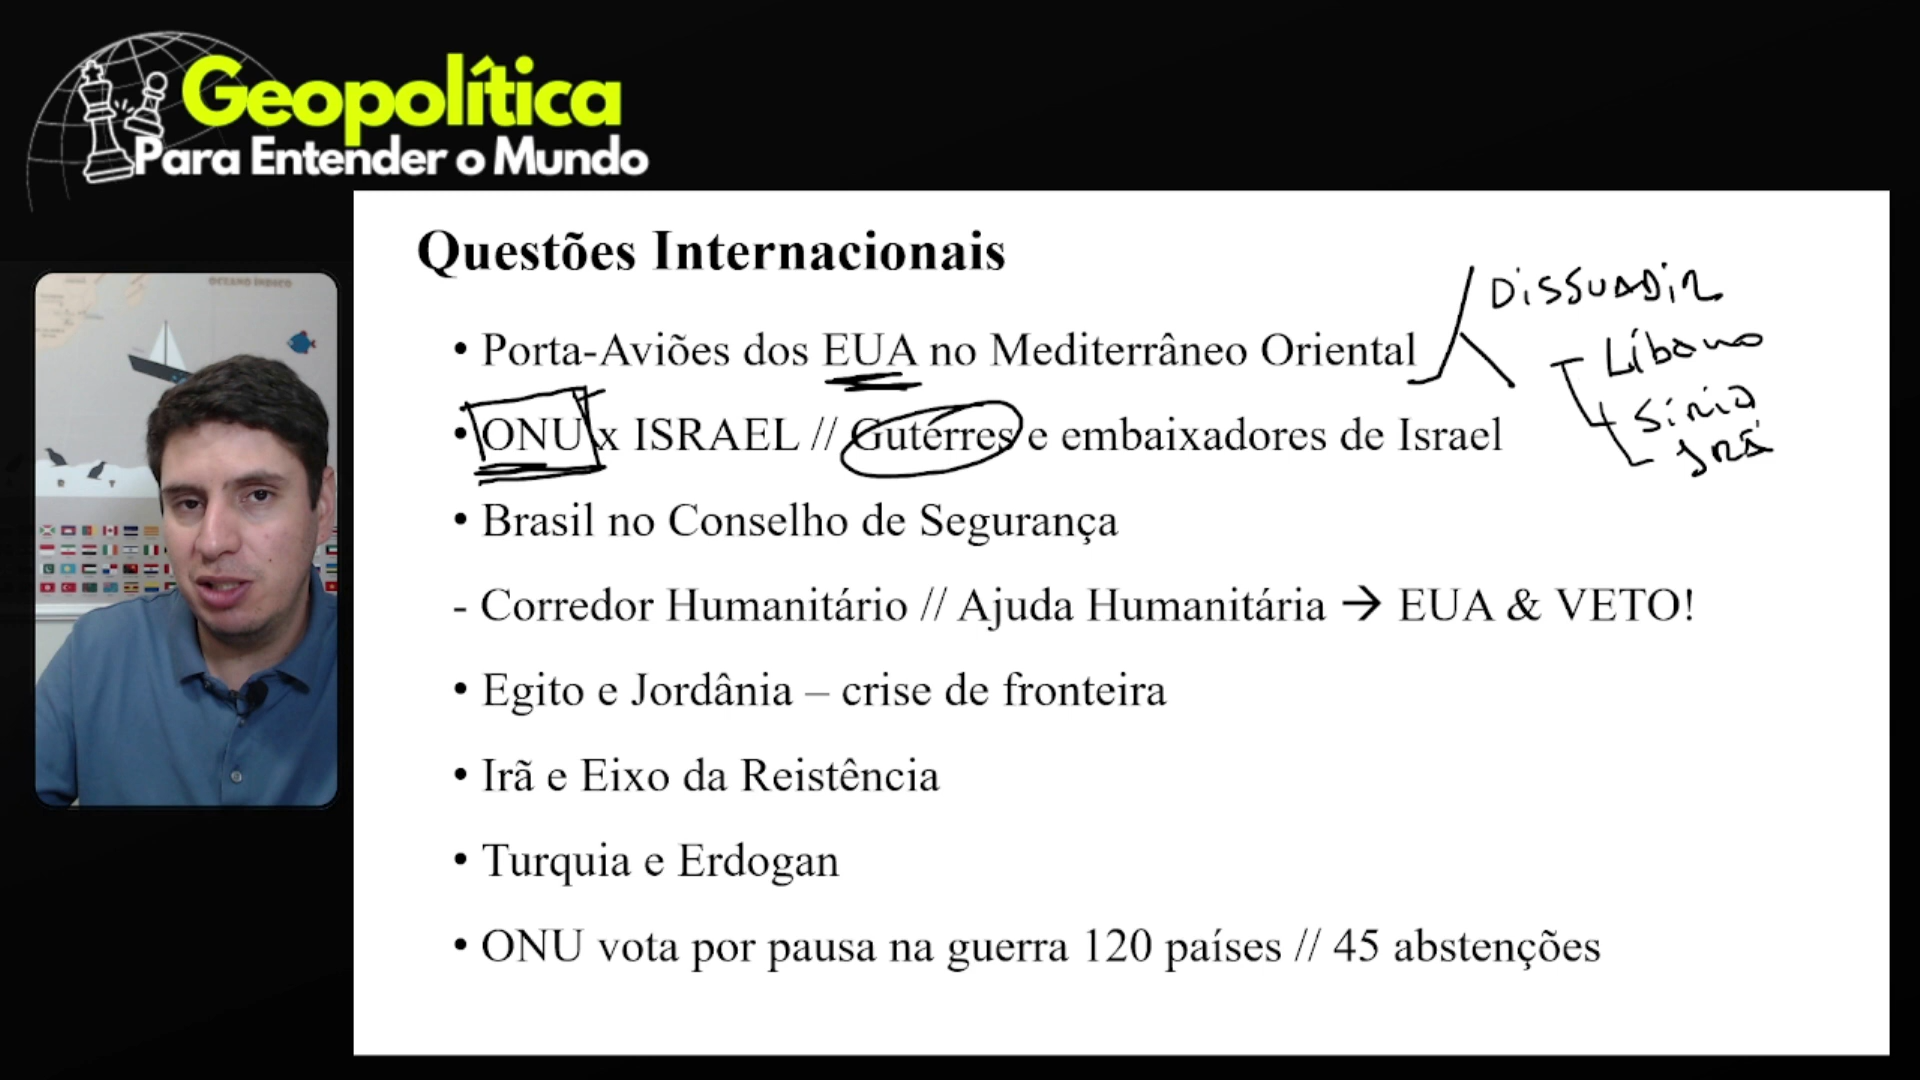 Geopolítica
Para Entender o Mundo
OCEANO ÍNDICO
Questões Internacionais
• Porta-Aviões dos EUA no Mediterrâneo Oriental
DISSUADIR
Líbano
Síria
Irã
• ONU x ISRAEL // Gutérres e embaixadores de Israel
• Brasil no Conselho de Segurança
- Corredor Humanitário // Ajuda Humanitária → EUA & VETO!
• Egito e Jordânia – crise de fronteira
• Irã e Eixo da Reistência
• Turquia e Erdogan
• ONU vota por pausa na guerra 120 países // 45 abstenções